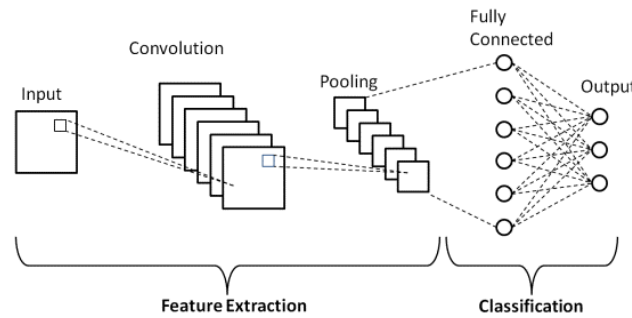 Input
Convolution
Pooling
Fully
Connected
Output
Feature Extraction
Classification